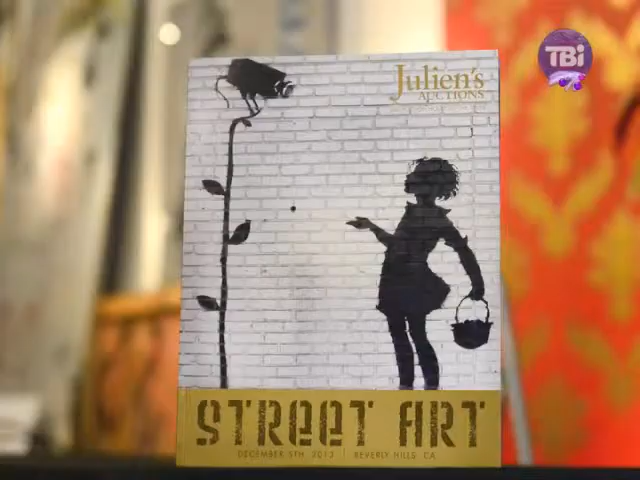 TBi
Julien's
AUCTIONS
STREET ART
DECEMBER 5TH, 2013 | BEVERLY HILLS, CA